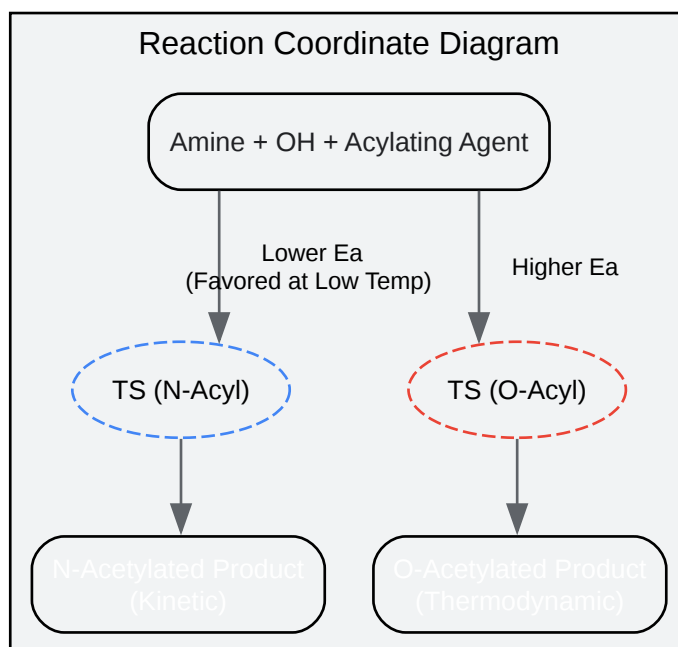 Reaction Coordinate Diagram
Amine + OH + Acylating Agent
Lower Ea
(Favored at Low Temp)
Higher Ea
TS (N-Acyl)
TS (O-Acyl)
N-Acetylated Product
(Kinetic)
O-Acetylated Product
(Thermodynamic)